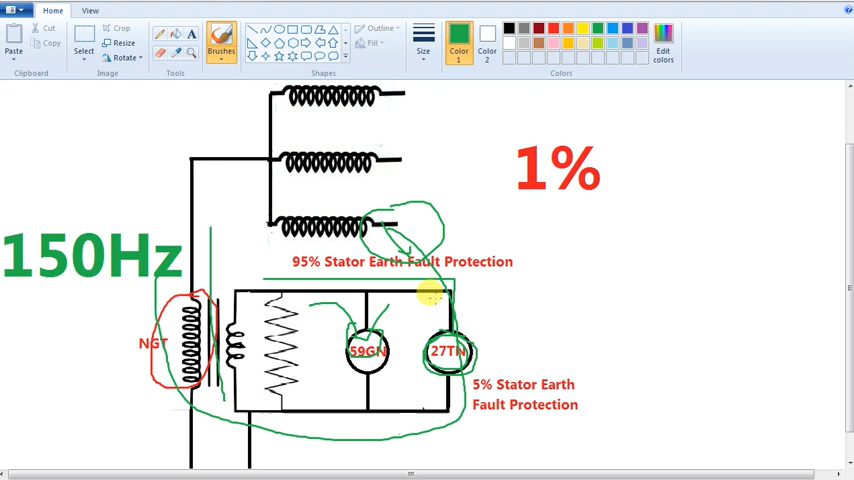 Home
View
Paste
Cut
Copy
Clipboard
Select
Crop
Resize
Rotate
Image
Tools
Brushes
Shapes
Outline
Fill
Size
Color
1
Color
2
Edit
colors
Colors
1%
150Hz
95% Stator Earth Fault Protection
NGT
59GN
27TN
5% Stator Earth
Fault Protection